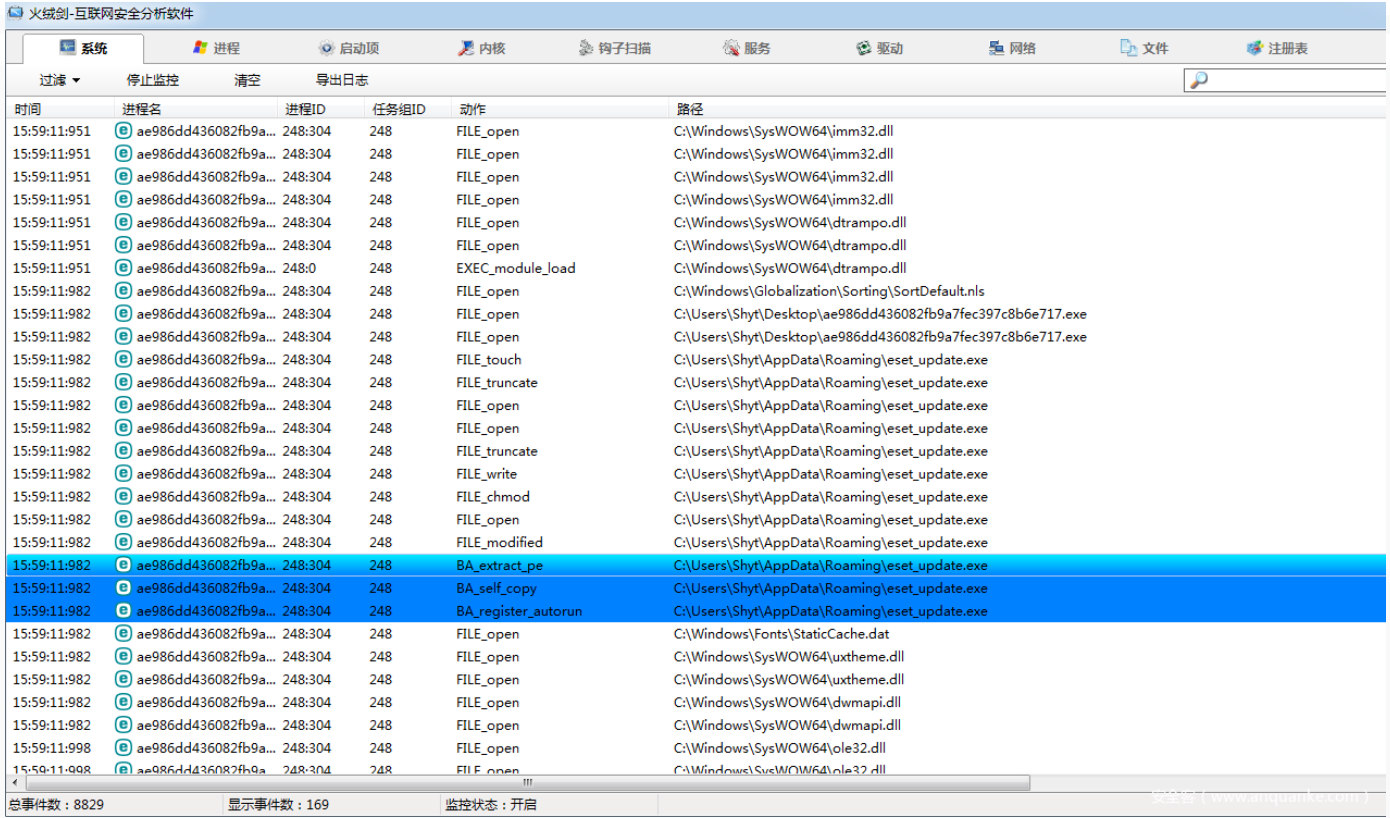 火绒剑-互联网安全分析软件
系统 进程 启动项 内核 钩子扫描 服务 驱动 网络 文件 注册表
过滤 停止监控 清空 导出日志
时间 进程名 进程ID 任务组ID 动作 路径
15:59:11:951 ae986dd436082fb9a... 248:304 248 FILE_open C:\Windows\SysWOW64\imm32.dll
15:59:11:951 ae986dd436082fb9a... 248:304 248 FILE_open C:\Windows\SysWOW64\imm32.dll
15:59:11:951 ae986dd436082fb9a... 248:304 248 FILE_open C:\Windows\SysWOW64\imm32.dll
15:59:11:951 ae986dd436082fb9a... 248:304 248 FILE_open C:\Windows\SysWOW64\imm32.dll
15:59:11:951 ae986dd436082fb9a... 248:304 248 FILE_open C:\Windows\SysWOW64\dtrampo.dll
15:59:11:951 ae986dd436082fb9a... 248:304 248 FILE_open C:\Windows\SysWOW64\dtrampo.dll
15:59:11:951 ae986dd436082fb9a... 248:0 248 EXEC_module_load C:\Windows\SysWOW64\dtrampo.dll
15:59:11:982 ae986dd436082fb9a... 248:304 248 FILE_open C:\Windows\Globalization\Sorting\SortDefault.nls
15:59:11:982 ae986dd436082fb9a... 248:304 248 FILE_open C:\Users\Shyt\Desktop\ae986dd436082fb9a7fec397c8b6e717.exe
15:59:11:982 ae986dd436082fb9a... 248:304 248 FILE_open C:\Users\Shyt\Desktop\ae986dd436082fb9a7fec397c8b6e717.exe
15:59:11:982 ae986dd436082fb9a... 248:304 248 FILE_touch C:\Users\Shyt\AppData\Roaming\eset_update.exe
15:59:11:982 ae986dd436082fb9a... 248:304 248 FILE_truncate C:\Users\Shyt\AppData\Roaming\eset_update.exe
15:59:11:982 ae986dd436082fb9a... 248:304 248 FILE_open C:\Users\Shyt\AppData\Roaming\eset_update.exe
15:59:11:982 ae986dd436082fb9a... 248:304 248 FILE_open C:\Users\Shyt\AppData\Roaming\eset_update.exe
15:59:11:982 ae986dd436082fb9a... 248:304 248 FILE_truncate C:\Users\Shyt\AppData\Roaming\eset_update.exe
15:59:11:982 ae986dd436082fb9a... 248:304 248 FILE_write C:\Users\Shyt\AppData\Roaming\eset_update.exe
15:59:11:982 ae986dd436082fb9a... 248:304 248 FILE_chmod C:\Users\Shyt\AppData\Roaming\eset_update.exe
15:59:11:982 ae986dd436082fb9a... 248:304 248 FILE_open C:\Users\Shyt\AppData\Roaming\eset_update.exe
15:59:11:982 ae986dd436082fb9a... 248:304 248 FILE_modified C:\Users\Shyt\AppData\Roaming\eset_update.exe
15:59:11:982 ae986dd436082fb9a... 248:304 248 BA_extract_pe C:\Users\Shyt\AppData\Roaming\eset_update.exe
15:59:11:982 ae986dd436082fb9a... 248:304 248 BA_self_copy C:\Users\Shyt\AppData\Roaming\eset_update.exe
15:59:11:982 ae986dd436082fb9a... 248:304 248 BA_register_autorun C:\Users\Shyt\AppData\Roaming\eset_update.exe
15:59:11:982 ae986dd436082fb9a... 248:304 248 FILE_open C:\Windows\Fonts\StaticCache.dat
15:59:11:982 ae986dd436082fb9a... 248:304 248 FILE_open C:\Windows\SysWOW64\uxtheme.dll
15:59:11:982 ae986dd436082fb9a... 248:304 248 FILE_open C:\Windows\SysWOW64\uxtheme.dll
15:59:11:982 ae986dd436082fb9a... 248:304 248 FILE_open C:\Windows\SysWOW64\dwmapi.dll
15:59:11:982 ae986dd436082fb9a... 248:304 248 FILE_open C:\Windows\SysWOW64\dwmapi.dll
15:59:11:998 ae986dd436082fb9a... 248:304 248 FILE_open C:\Windows\SysWOW64\ole32.dll
15:59:11:998 ae986dd436082fb9a... 248:304 248 FILE_open C:\Windows\SysWOW64\ole32.dll
总事件数：8829 显示事件数：169 监控状态：开启
安全客（www.anquanke.com）